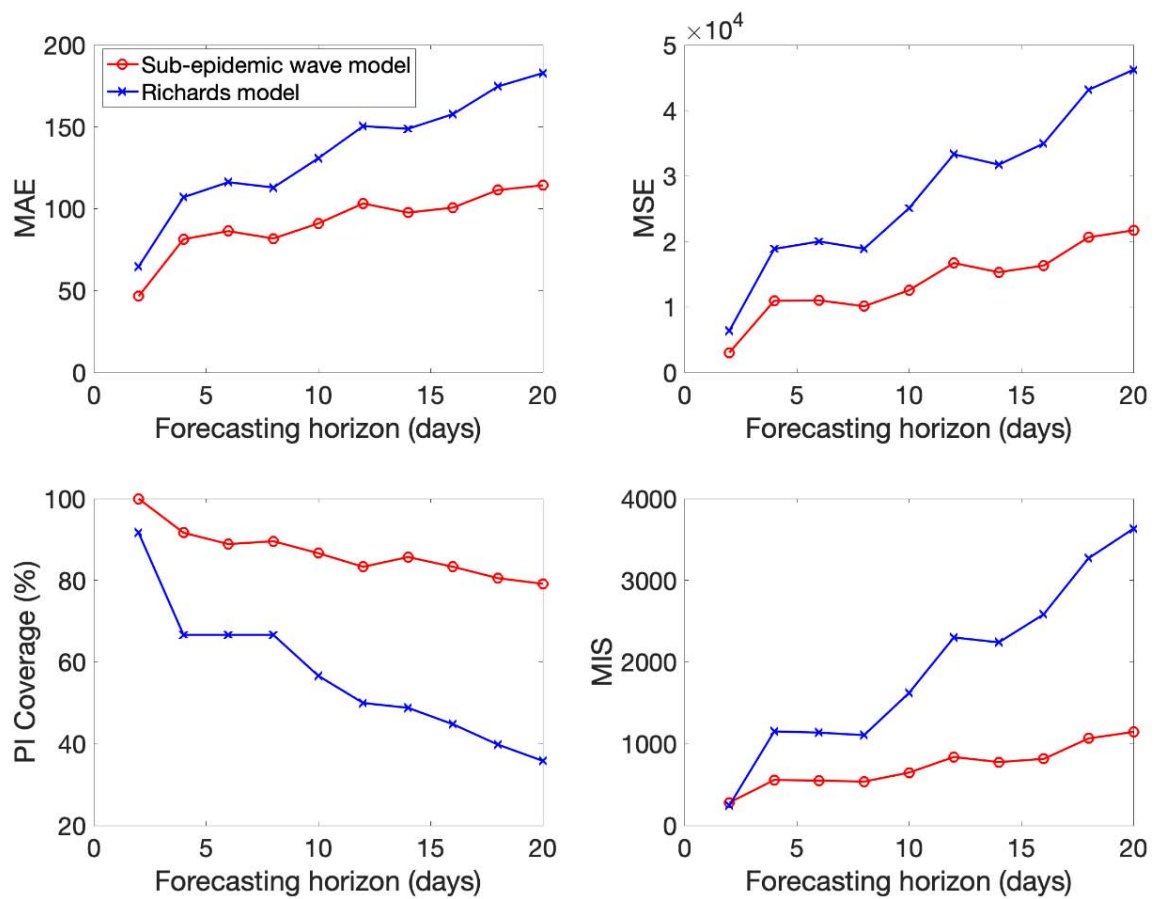 200
150
100
50
0
MAE
Sub-epidemic wave model
Richards model
0 5 10 15 20
Forecasting horizon (days)
×10⁴
5
4
3
2
1
0
MSE
0 5 10 15 20
Forecasting horizon (days)
100
80
60
40
20
PI Coverage (%)
0 5 10 15 20
Forecasting horizon (days)
4000
3000
2000
1000
0
MIS
0 5 10 15 20
Forecasting horizon (days)